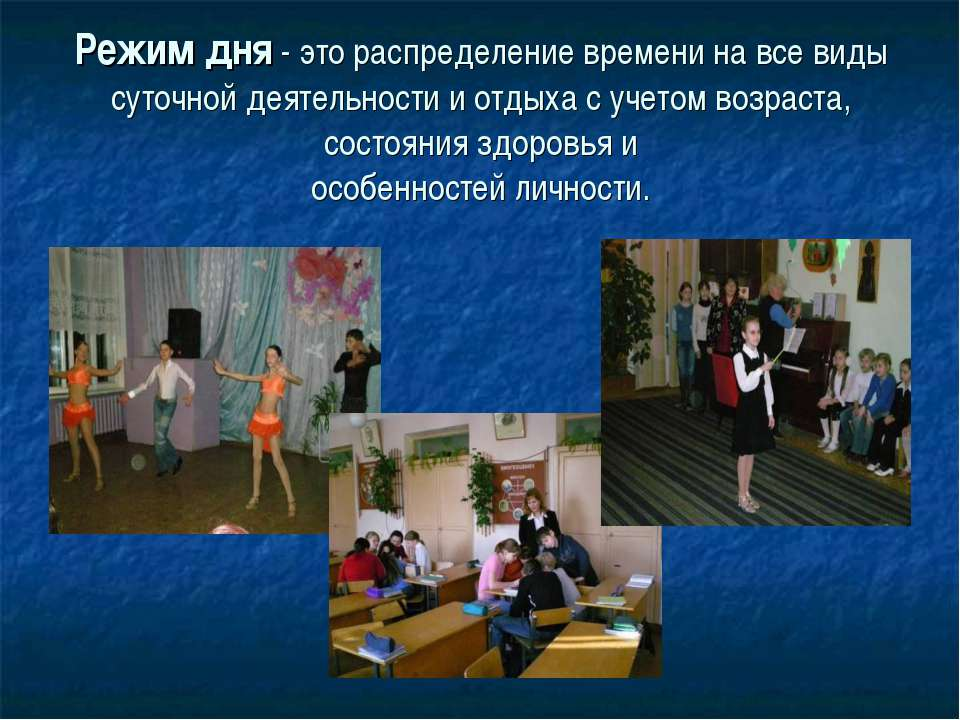 Режим дня - это распределение времени на все виды
суточной деятельности и отдыха с учетом возраста,
состояния здоровья и
особенностей личности.